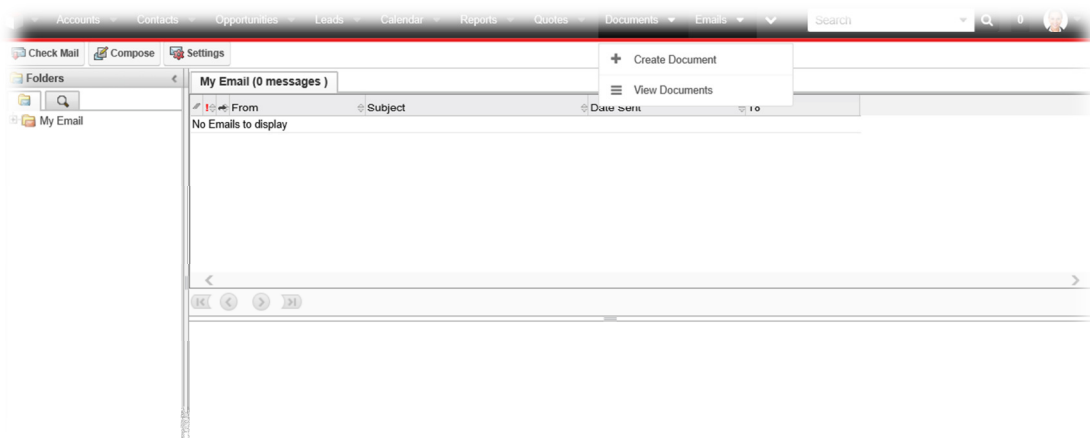 Accounts Contacts Opportunities Leads Calendar Reports Quotes Documents Emails Search 0
Check Mail Compose Settings
Create Document
Folders
My Email (0 messages )
View Documents
From Subject Date Sent To
My Email
No Emails to display